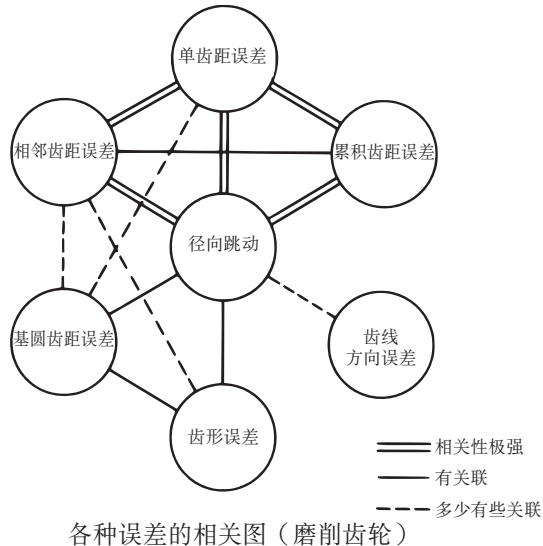 单齿距误差
相邻齿距误差
累积齿距误差
径向跳动
基圆齿距误差
齿线
方向误差
齿形误差
相关性极强
有关联
多少有些关联
各种误差的相关图（磨削齿轮）